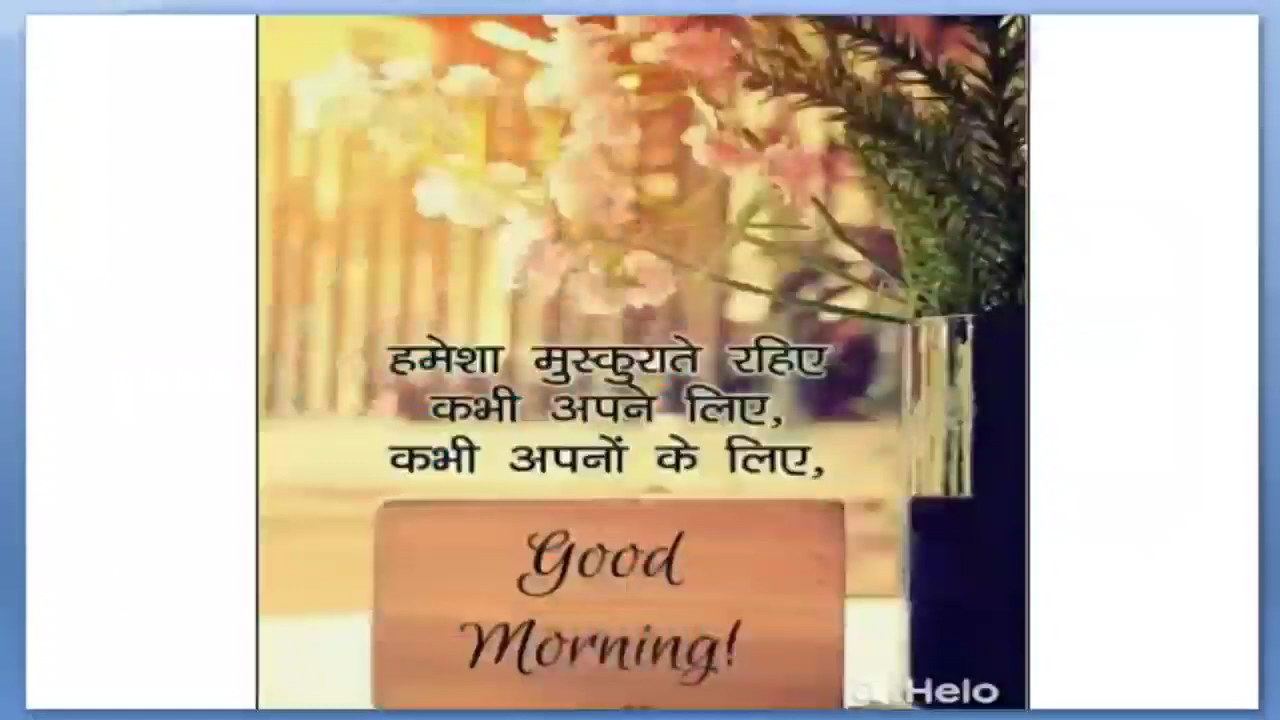 हमेशा मुस्कुराते रहिए
कभी अपने लिए,
कभी अपनों के लिए,
Good
Morning!
Helo